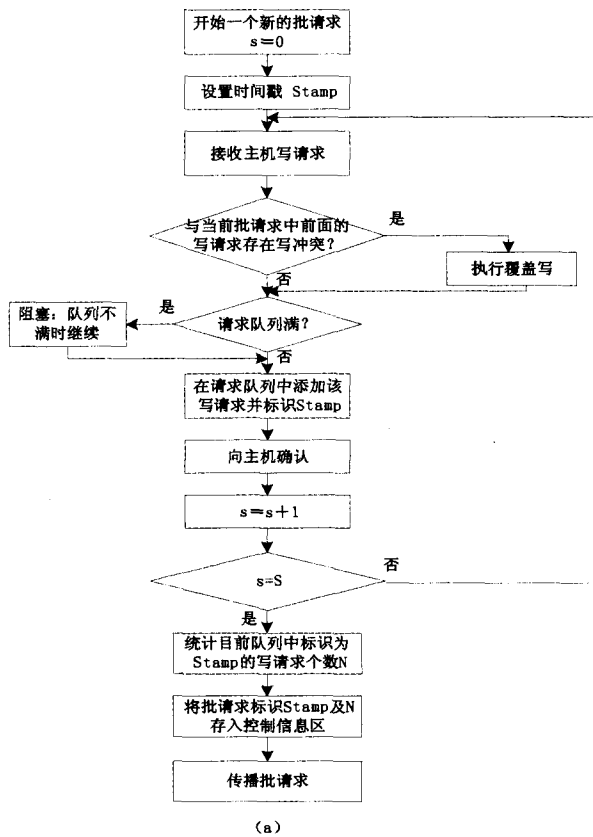 开始一个新的批请求
s＝0
设置时间戳 Stamp
接收主机写请求
与当前批请求中前面的
写请求存在写冲突？
是
执行覆盖写
否
请求队列满？
是
阻塞：队列不
满时继续
否
在请求队列中添加该
写请求并标识Stamp
向主机确认
s＝s＋1
s=S
否
是
统计目前队列中标识为
Stamp的写请求个数N
将批请求标识Stamp及N
存入控制信息区
传播批请求
（a）